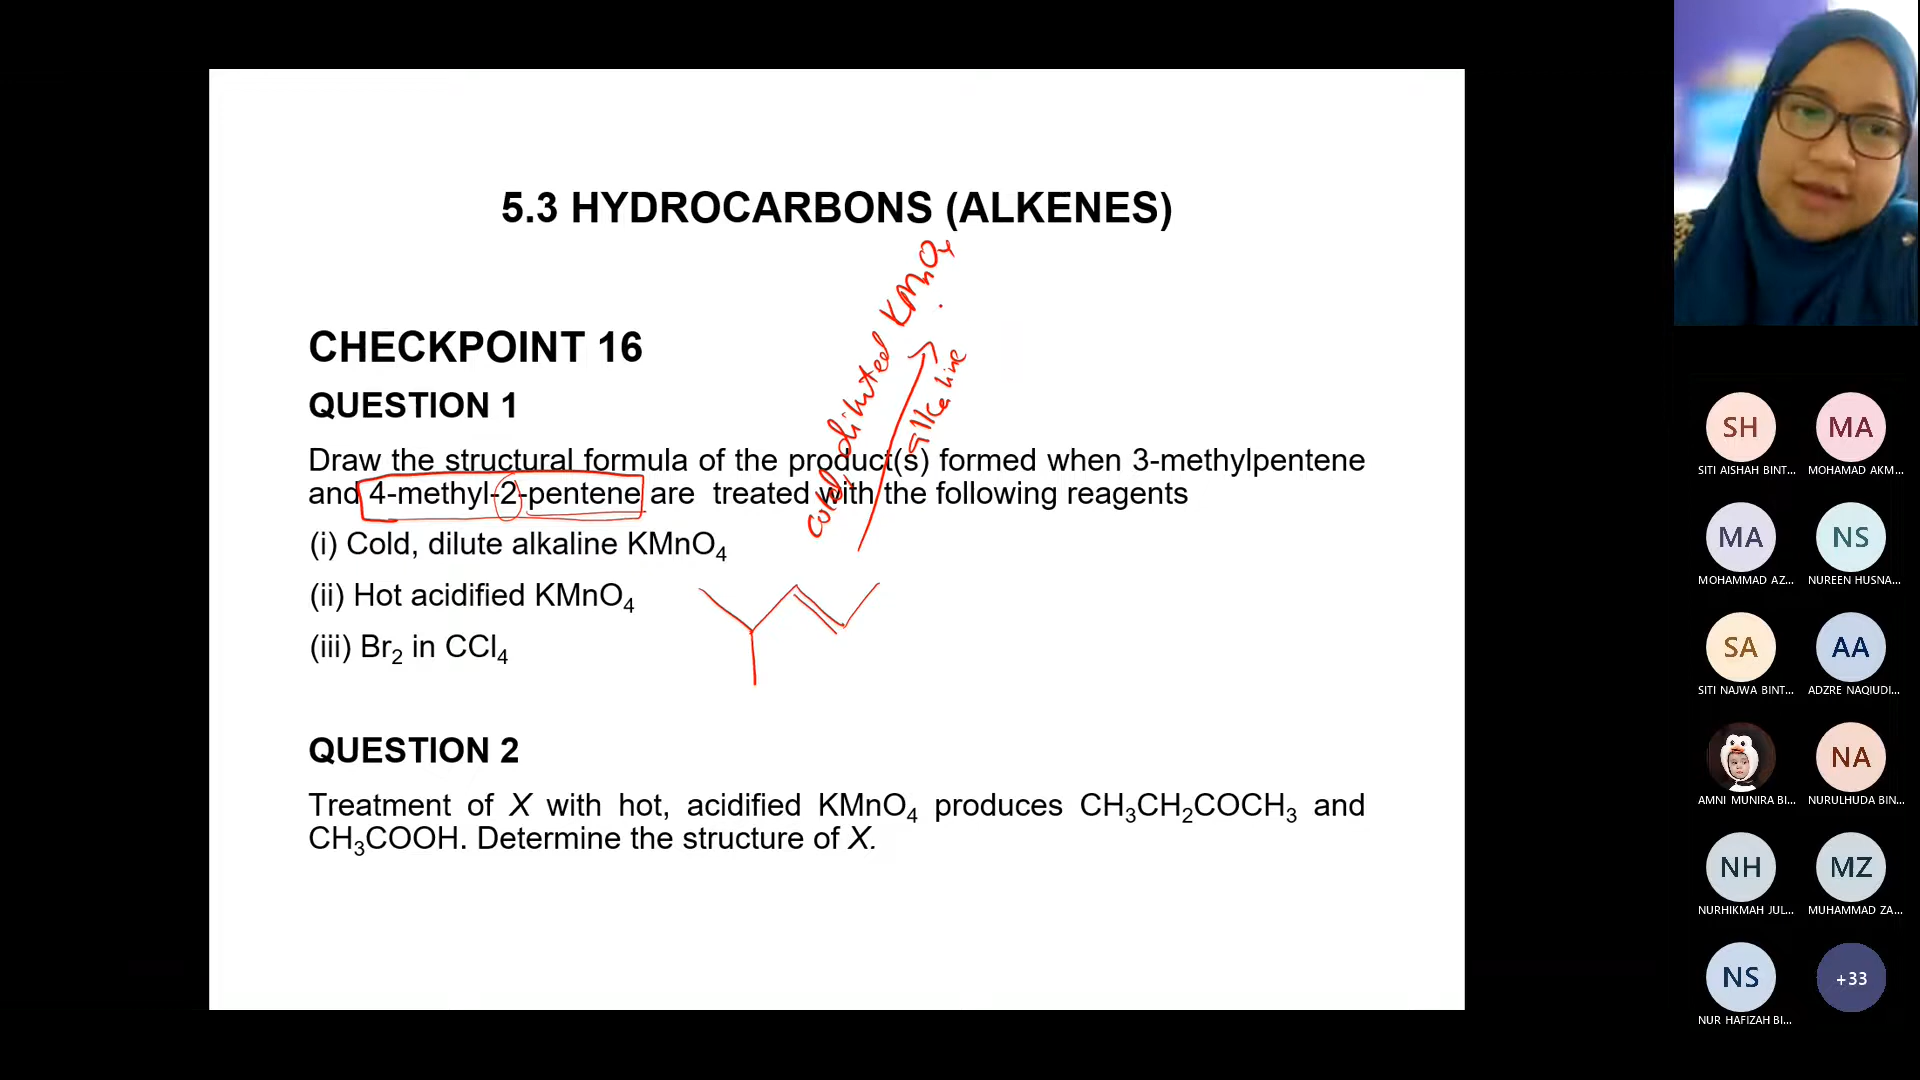 5.3 HYDROCARBONS (ALKENES)
cold, diluted KMnO₄
alkaline
CHECKPOINT 16
QUESTION 1
Draw the structural formula of the product(s) formed when 3-methylpentene
and 4-methyl-2-pentene are treated with the following reagents
(i) Cold, dilute alkaline KMnO₄
(ii) Hot acidified KMnO₄
(iii) Br₂ in CCl₄
QUESTION 2
Treatment of X with hot, acidified KMnO₄ produces CH₃CH₂COCH₃ and
CH₃COOH. Determine the structure of X.
SH
MA
SITI AISHAH BINT...
MOHAMAD AKM...
MA
NS
MOHAMMAD AZ...
NUREEN HUSNA...
SA
AA
SITI NAJWA BINT...
ADZRE NAQIUDI...
NA
AMNI MUNIRA BI...
NURULHUDA BIN...
NH
MZ
NURHIKMAH JUL...
MUHAMMAD ZA...
NS
+33
NUR HAFIZAH BI...